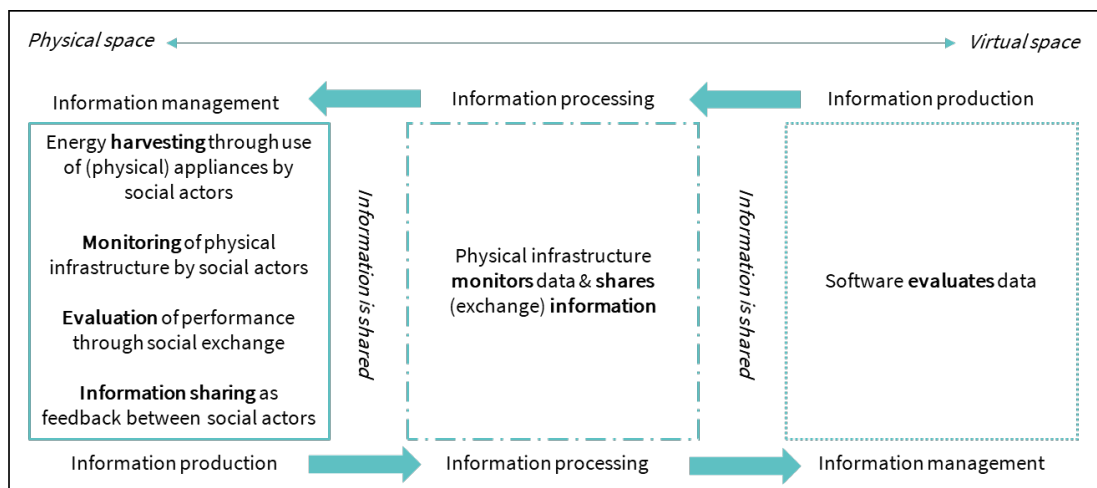 Physical space
Virtual space
Information management
Information processing
Information production
Energy harvesting through use
of (physical) appliances by
social actors
Monitoring of physical
infrastructure by social actors
Evaluation of performance
through social exchange
Information sharing as
feedback between social actors
Information is shared
Physical infrastructure
monitors data & shares
(exchange) information
Information is shared
Software evaluates data
Information production
Information processing
Information management